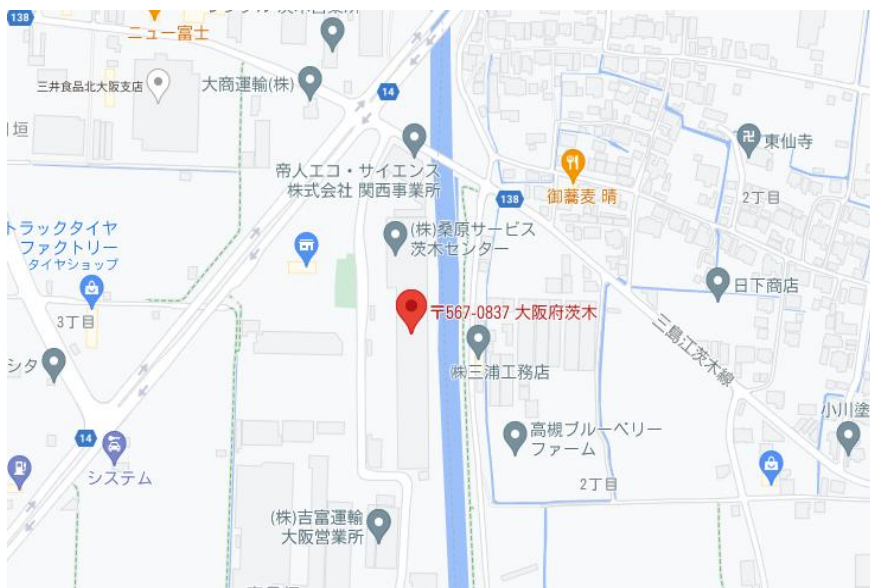 138
ニュー富士
三井食品北大阪支店
大商運輸(株)
14
帝人エコ・サイエンス
株式会社 関西事業所
138
御蕎麦 晴
東仙寺
2丁目
トラックタイヤ
ファクトリー
タイヤショップ
(株)桑原サービス
茨木センター
日下商店
〒567-0837 大阪府茨木
3丁目
三島江茨木線
シタ
㈱三浦工務店
小川塗
14
高槻ブルーベリー
ファーム
システム
2丁目
(株)吉富運輸
大阪営業所